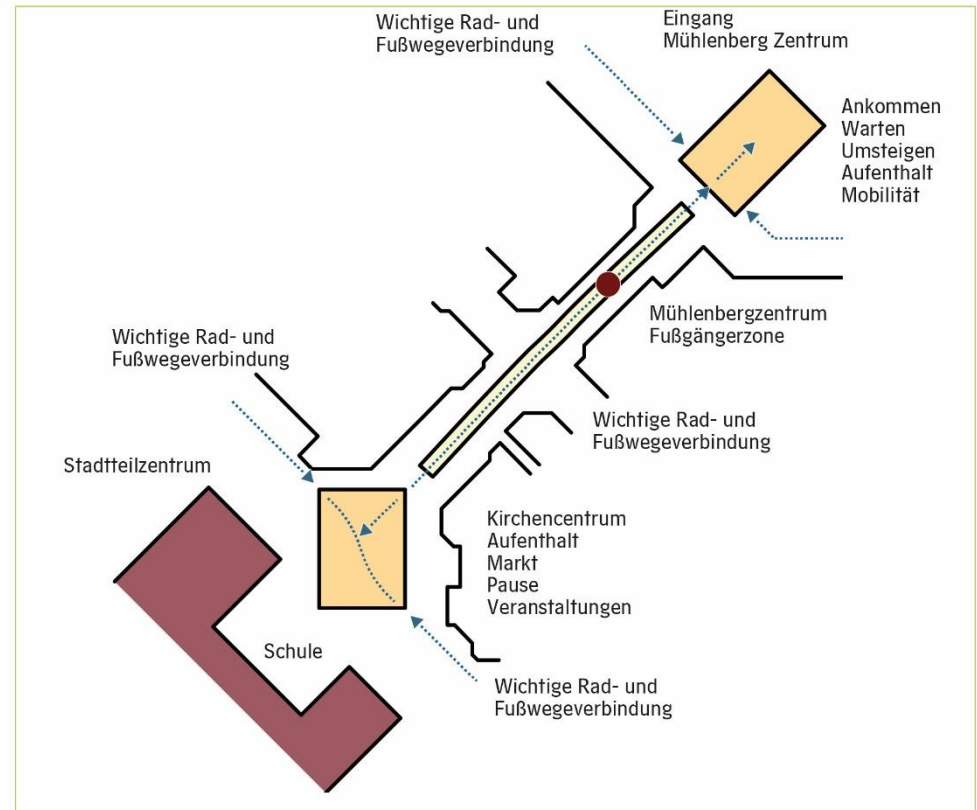 Wichtige Rad- und
Fußwegeverbindung
Eingang
Mühlenberg Zentrum
Ankommen
Warten
Umsteigen
Aufenthalt
Mobilität
Mühlenbergzentrum
Fußgängerzone
Wichtige Rad- und
Fußwegeverbindung
Wichtige Rad- und
Fußwegeverbindung
Stadtteilzentrum
Kirchencentrum
Aufenthalt
Markt
Pause
Veranstaltungen
Schule
Wichtige Rad- und
Fußwegeverbindung